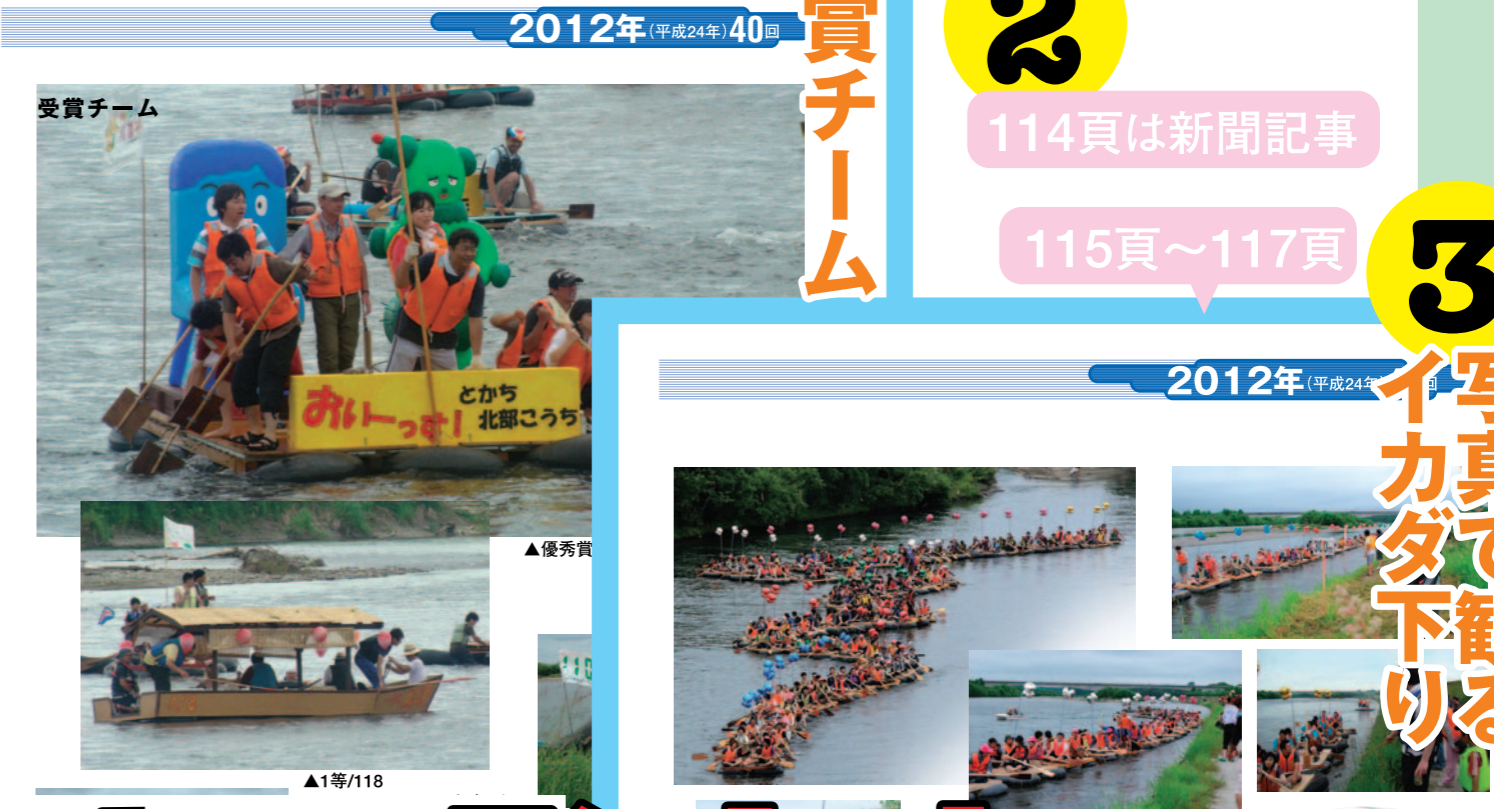 2012年(平成24年)40回
受賞チーム
賞チーム
おいーっす!
とかち
北部こうち
▲優秀賞
▲1等/118
2
114頁は新聞記事
115頁〜117頁
3
写真で観る
イカダ下り
2012年(平成24年
回